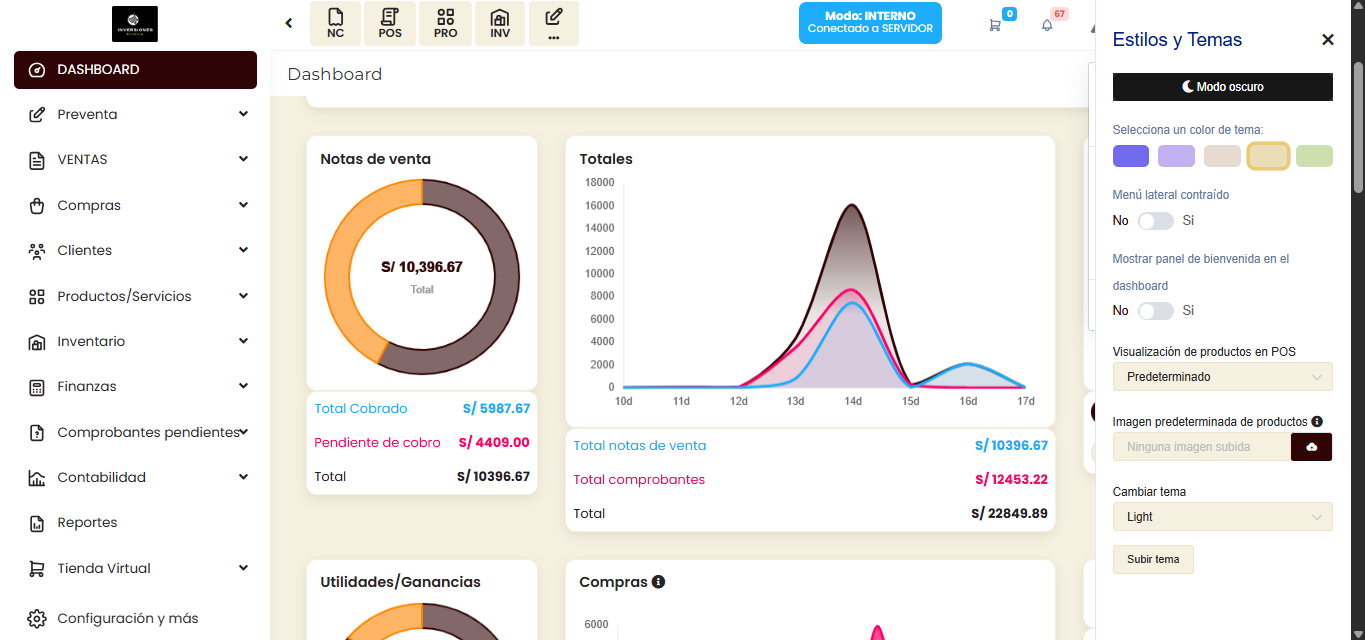 INVERSIONES
DASHBOARD
Preventa
VENTAS
Compras
Clientes
Productos/Servicios
Inventario
Finanzas
Comprobantes pendientes
Contabilidad
Reportes
Tienda Virtual
Configuración y más
NC
POS
PRO
INV
...
Modo: INTERNO
Conectado a SERVIDOR
0
67
Dashboard
Notas de venta
S/ 10,396.67
Total
Total Cobrado S/ 5987.67
Pendiente de cobro S/ 4409.00
Total S/ 10396.67
Totales
18000
16000
14000
12000
10000
8000
6000
4000
2000
0
10d 11d 12d 13d 14d 15d 16d 17d
Total notas de venta S/ 10396.67
Total comprobantes S/ 12453.22
Total S/ 22849.89
Utilidades/Ganancias
Compras
6000
Estilos y Temas
Modo oscuro
Selecciona un color de tema:
Menú lateral contraído
No Si
Mostrar panel de bienvenida en el
dashboard
No Si
Visualización de productos en POS
Predeterminado
Imagen predeterminada de productos
Ninguna imagen subida
Cambiar tema
Light
Subir tema